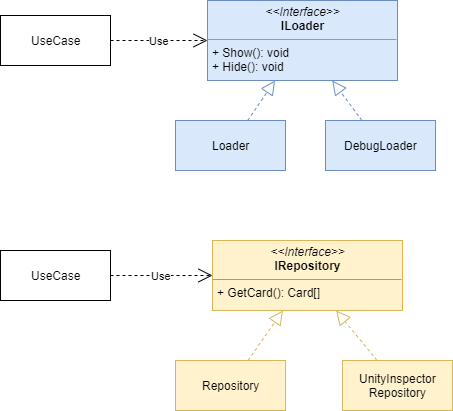 <<Interface>>
ILoader
UseCase
Use
+ Show(): void
+ Hide(): void
Loader
DebugLoader
<<Interface>>
IRepository
UseCase
Use
+ GetCard(): Card[]
Repository
UnityInspector
Repository